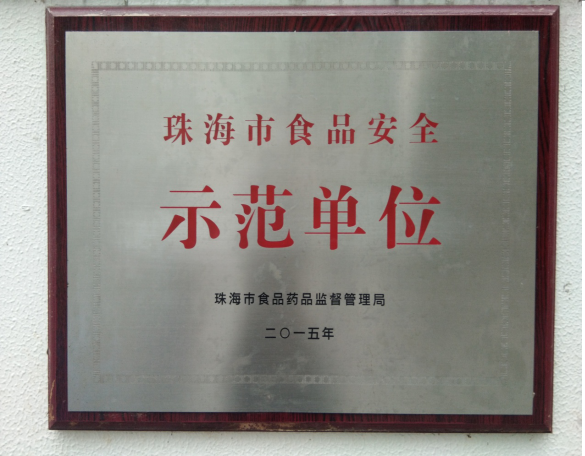 珠海市食品安全
示范单位
珠海市食品药品监督管理局
二〇一五年